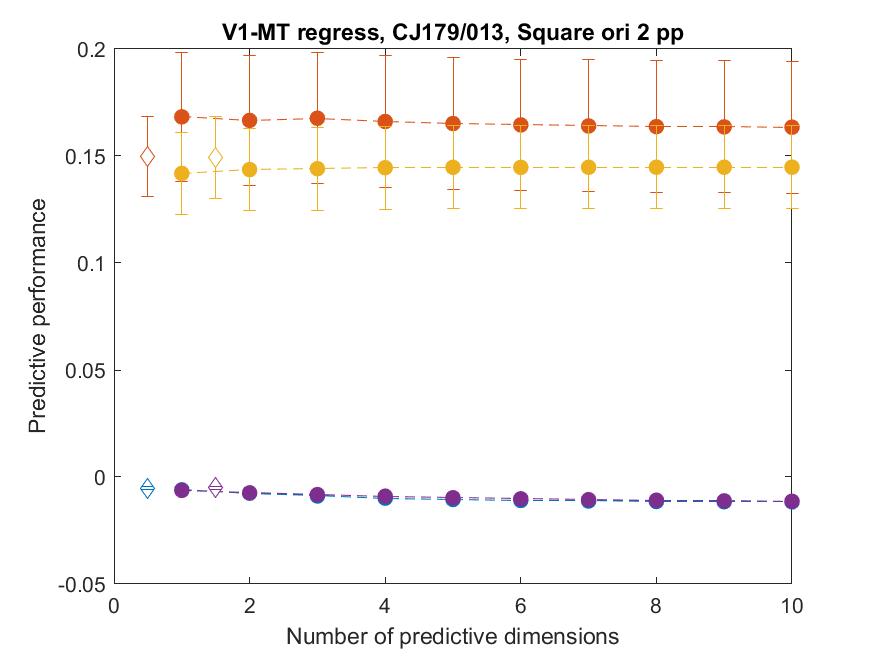 V1-MT regress, CJ179/013, Square ori 2 pp
0.2
0.15
0.1
0.05
0
-0.05
Predictive performance
0 2 4 6 8 10
Number of predictive dimensions